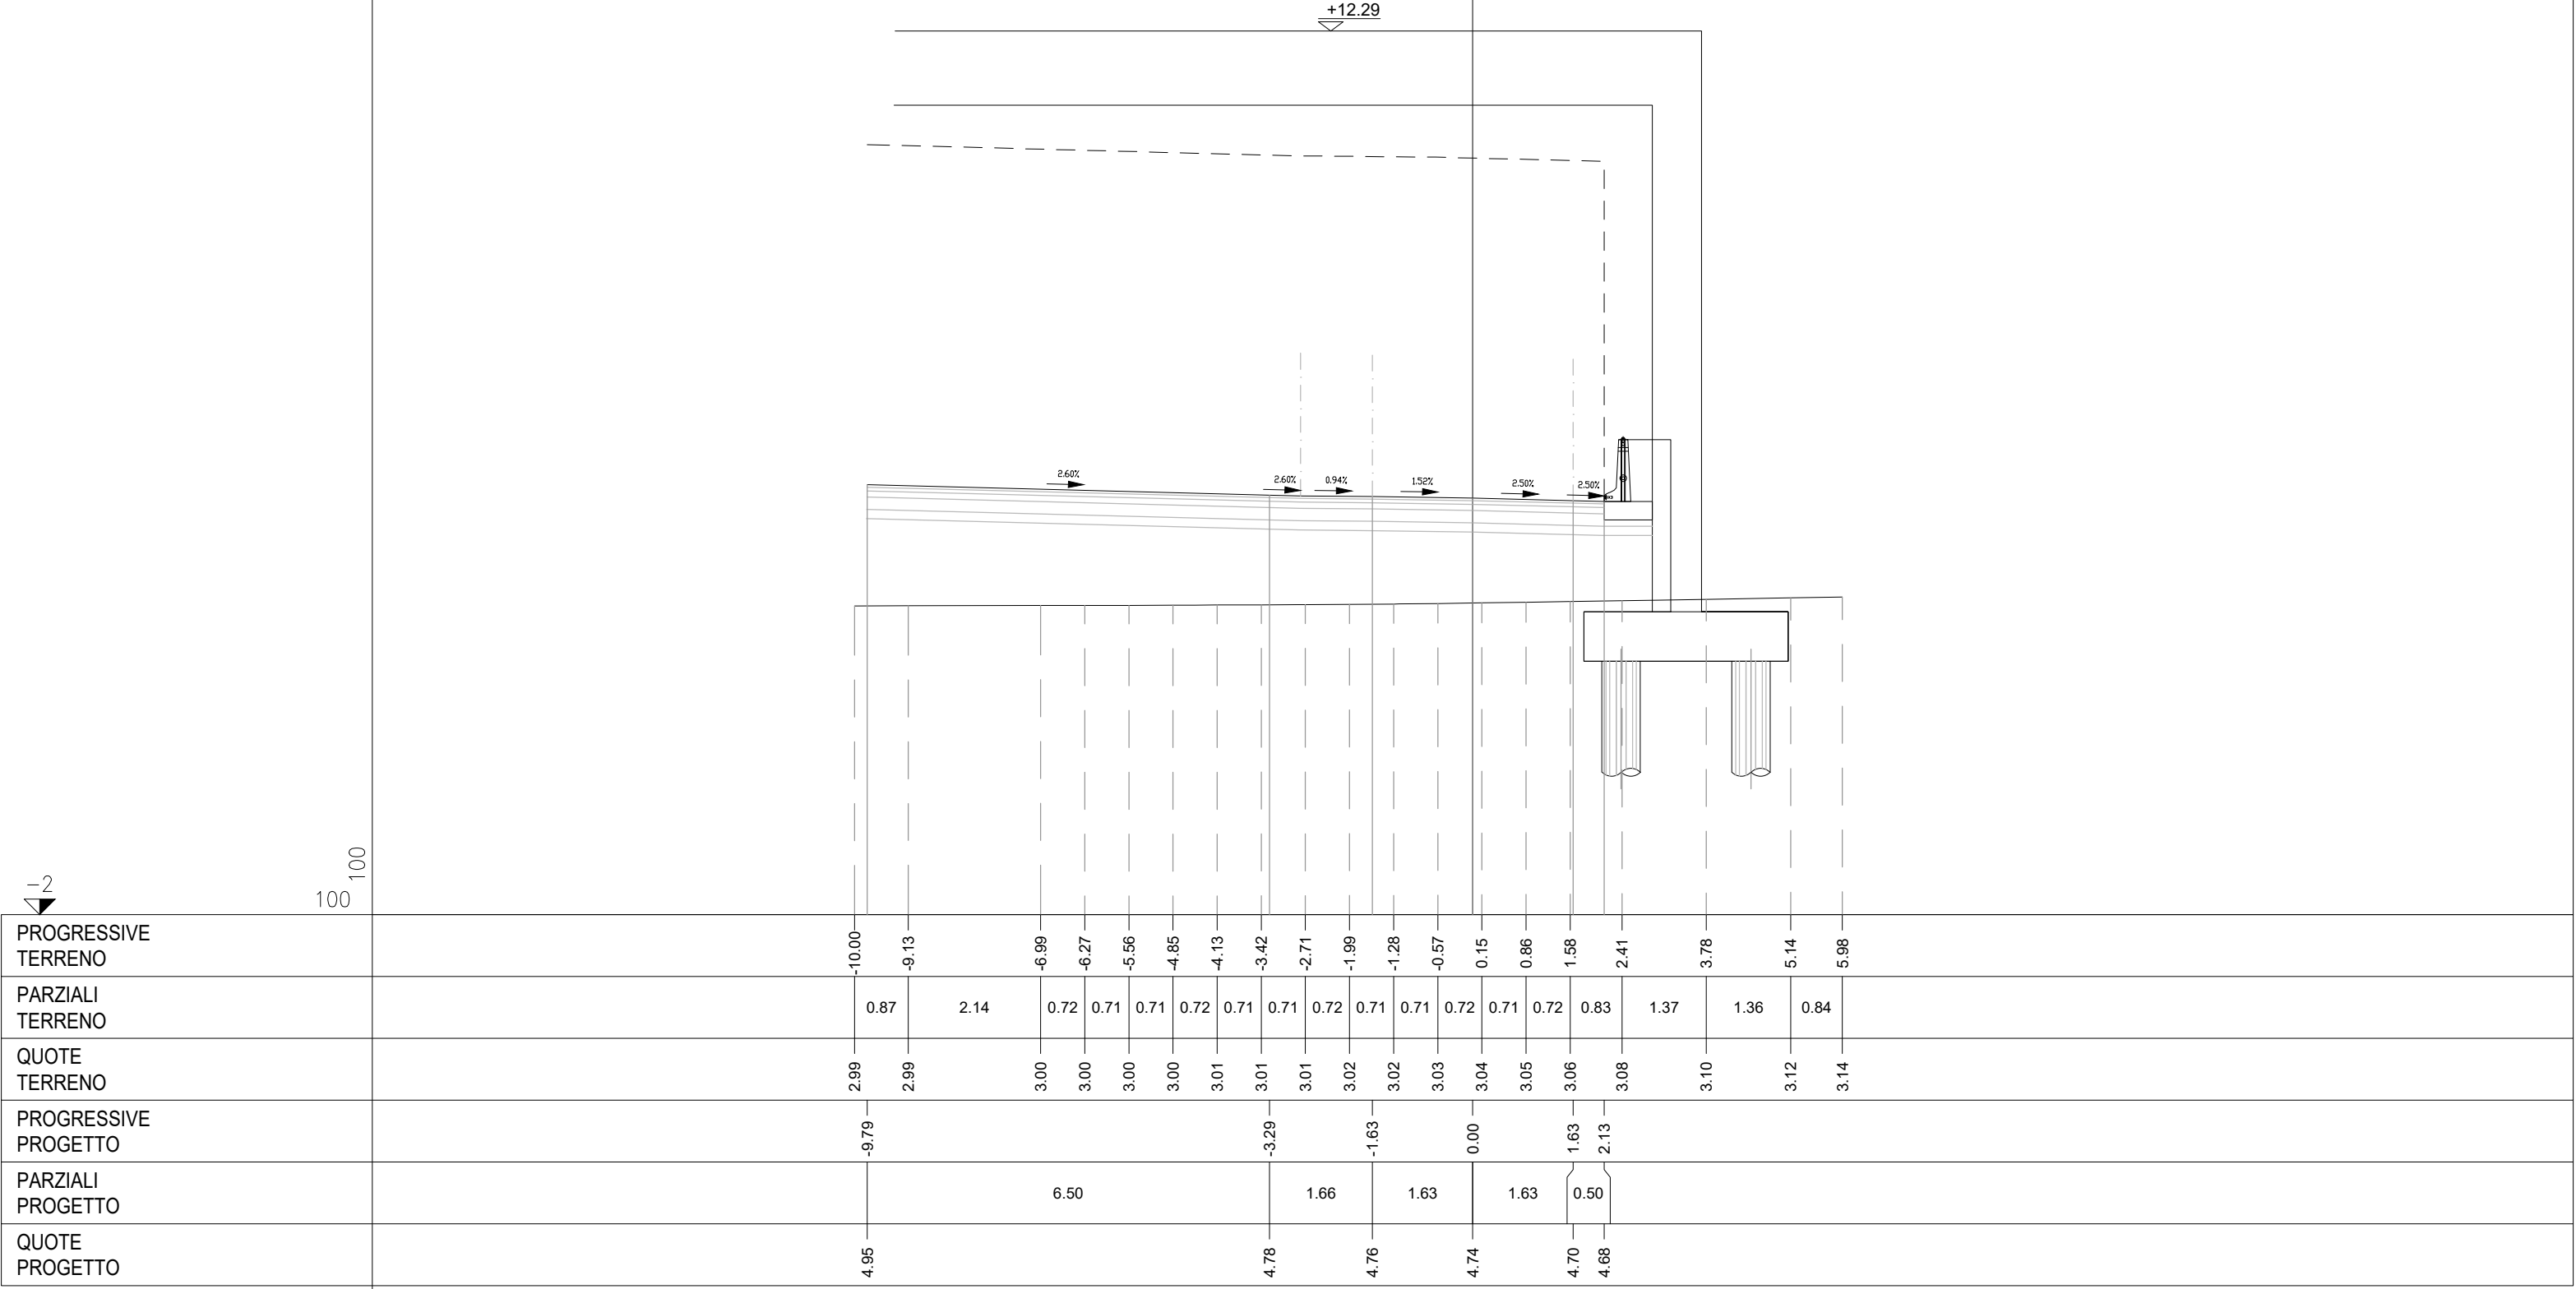 +12.29
2.60%
2.60%
0.94%
1.52%
2.50%
2.50%
-2
100
100
PROGRESSIVE
TERRENO
-10.00 -9.13 -6.99 -6.27 -5.56 -4.85 -4.13 -3.42 -2.71 -1.99 -1.28 -0.57 0.15 0.86 1.58 2.41 3.78 5.14 5.98
PARZIALI
TERRENO
0.87 2.14 0.72 0.71 0.71 0.72 0.71 0.71 0.72 0.71 0.71 0.72 0.71 0.72 0.83 1.37 1.36 0.84
QUOTE
TERRENO
2.99 2.99 3.00 3.00 3.00 3.00 3.01 3.01 3.01 3.02 3.02 3.03 3.04 3.05 3.06 3.08 3.10 3.12 3.14
PROGRESSIVE
PROGETTO
-9.79 -3.29 -1.63 0.00 1.63 2.13
PARZIALI
PROGETTO
6.50 1.66 1.63 1.63 0.50
QUOTE
PROGETTO
4.95 4.78 4.76 4.74 4.70 4.68